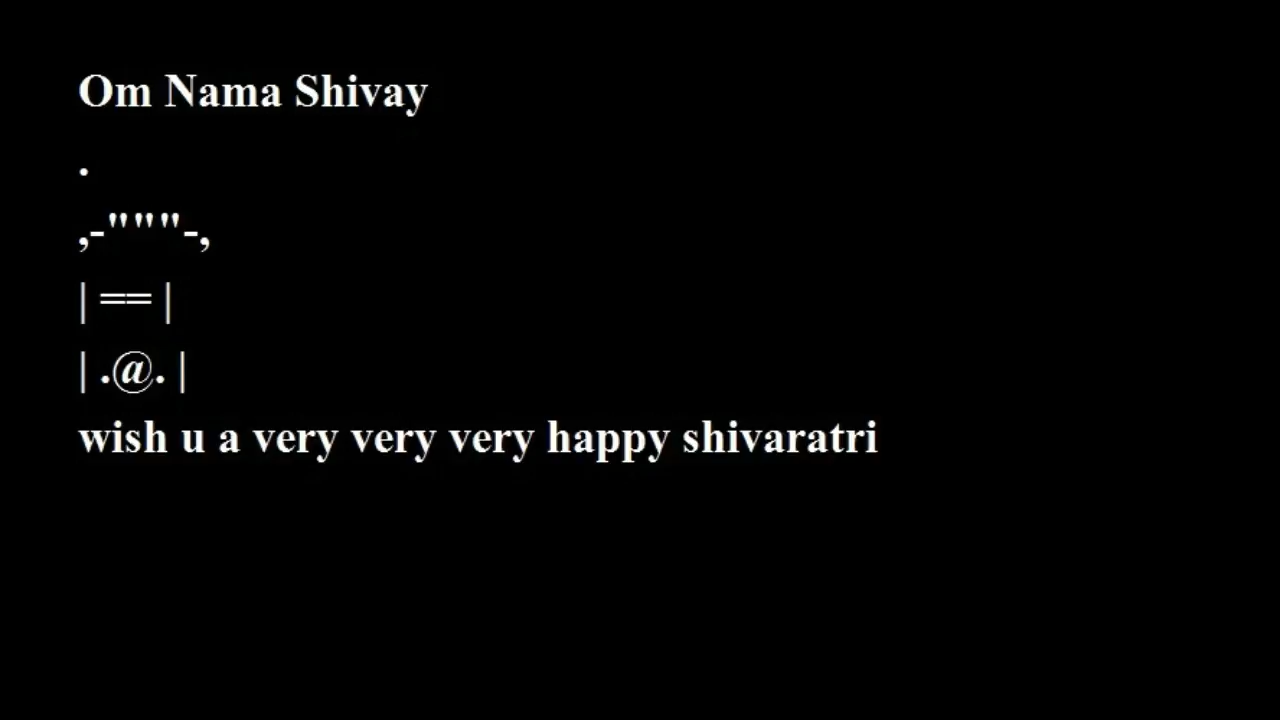 Om Nama Shivay
.
,-"""-,
| == |
| .@. |
wish u a very very very happy shivaratri